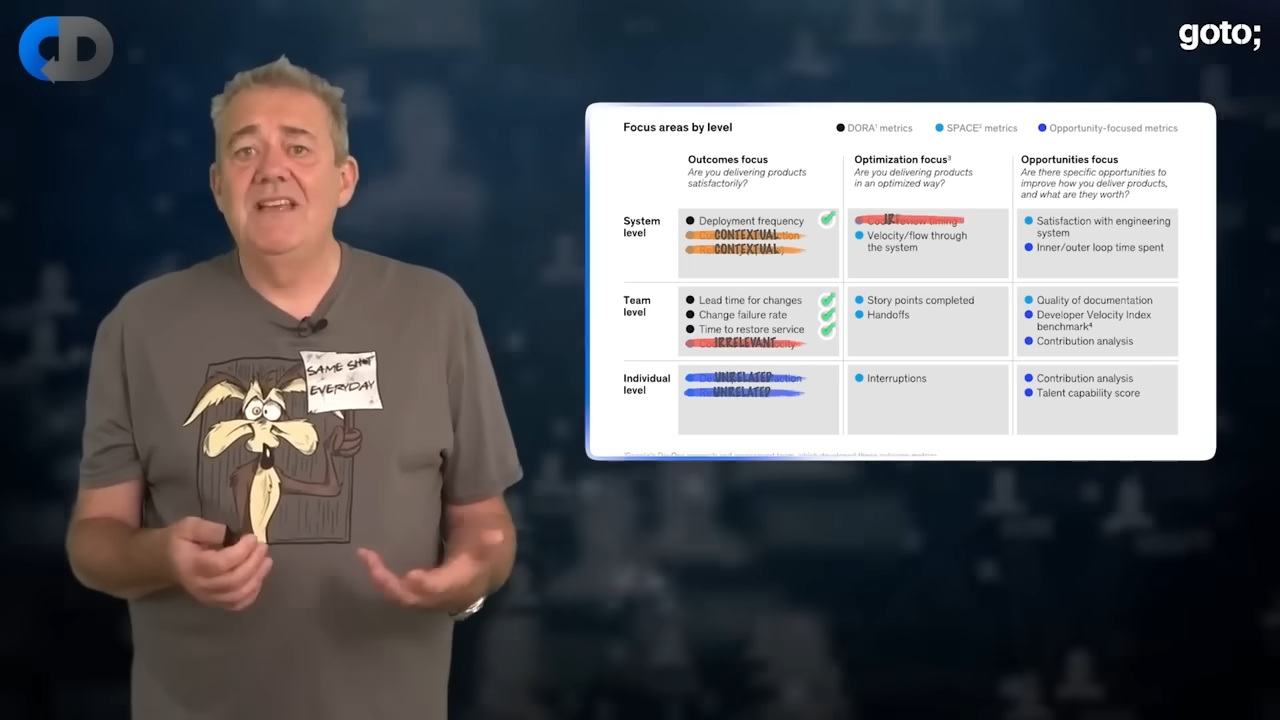 CD
goto;
SAME SH*T
EVERYDAY
Focus areas by level
DORA¹ metrics
SPACE² metrics
Opportunity-focused metrics
Outcomes focus
Are you delivering products
satisfactorily?
Optimization focus³
Are you delivering products
in an optimized way?
Opportunities focus
Are there specific opportunities to
improve how you deliver products,
and what are they worth?
System
level
Deployment frequency
CONTEXTUAL
CONTEXTUAL
Velocity/flow through
the system
Satisfaction with engineering
system
Inner/outer loop time spent
Team
level
Lead time for changes
Change failure rate
Time to restore service
IRRELEVANT
Story points completed
Handoffs
Quality of documentation
Developer Velocity Index
benchmark⁴
Contribution analysis
Individual
level
UNRELATED
UNRELATED
Interruptions
Contribution analysis
Talent capability score